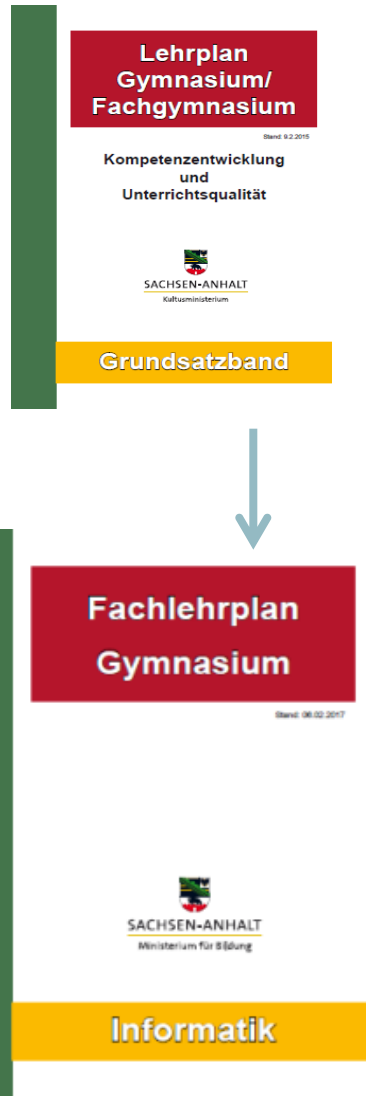 Lehrplan
Gymnasium/
Fachgymnasium
Stand: 9.2.2015
Kompetenzentwicklung
und
Unterrichtsqualität
SACHSEN-ANHALT
Kultusministerium
Grundsatzband
Fachlehrplan
Gymnasium
Stand: 06.02.2017
SACHSEN-ANHALT
Ministerium für Bildung
Informatik